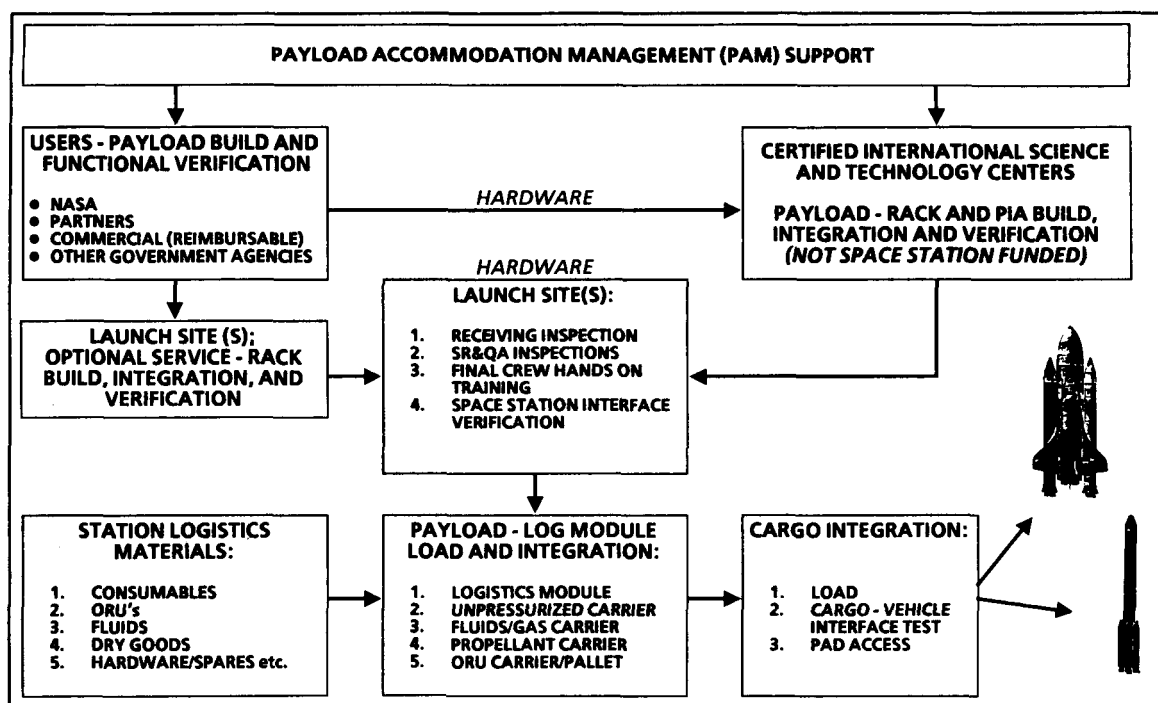 PAYLOAD ACCOMMODATION MANAGEMENT (PAM) SUPPORT
USERS - PAYLOAD BUILD AND
FUNCTIONAL VERIFICATION
● NASA
● PARTNERS
● COMMERCIAL (REIMBURSABLE)
● OTHER GOVERNMENT AGENCIES
HARDWARE
CERTIFIED INTERNATIONAL SCIENCE
AND TECHNOLOGY CENTERS
PAYLOAD - RACK AND PIA BUILD,
INTEGRATION AND VERIFICATION
(NOT SPACE STATION FUNDED)
LAUNCH SITE (S);
OPTIONAL SERVICE - RACK
BUILD, INTEGRATION, AND
VERIFICATION
HARDWARE
LAUNCH SITE(S):
1. RECEIVING INSPECTION
2. SR&QA INSPECTIONS
3. FINAL CREW HANDS ON
TRAINING
4. SPACE STATION INTERFACE
VERIFICATION
STATION LOGISTICS
MATERIALS:
1. CONSUMABLES
2. ORU's
3. FLUIDS
4. DRY GOODS
5. HARDWARE/SPARES etc.
PAYLOAD - LOG MODULE
LOAD AND INTEGRATION:
1. LOGISTICS MODULE
2. UNPRESSURIZED CARRIER
3. FLUIDS/GAS CARRIER
4. PROPELLANT CARRIER
5. ORU CARRIER/PALLET
CARGO INTEGRATION:
1. LOAD
2. CARGO - VEHICLE
INTERFACE TEST
3. PAD ACCESS